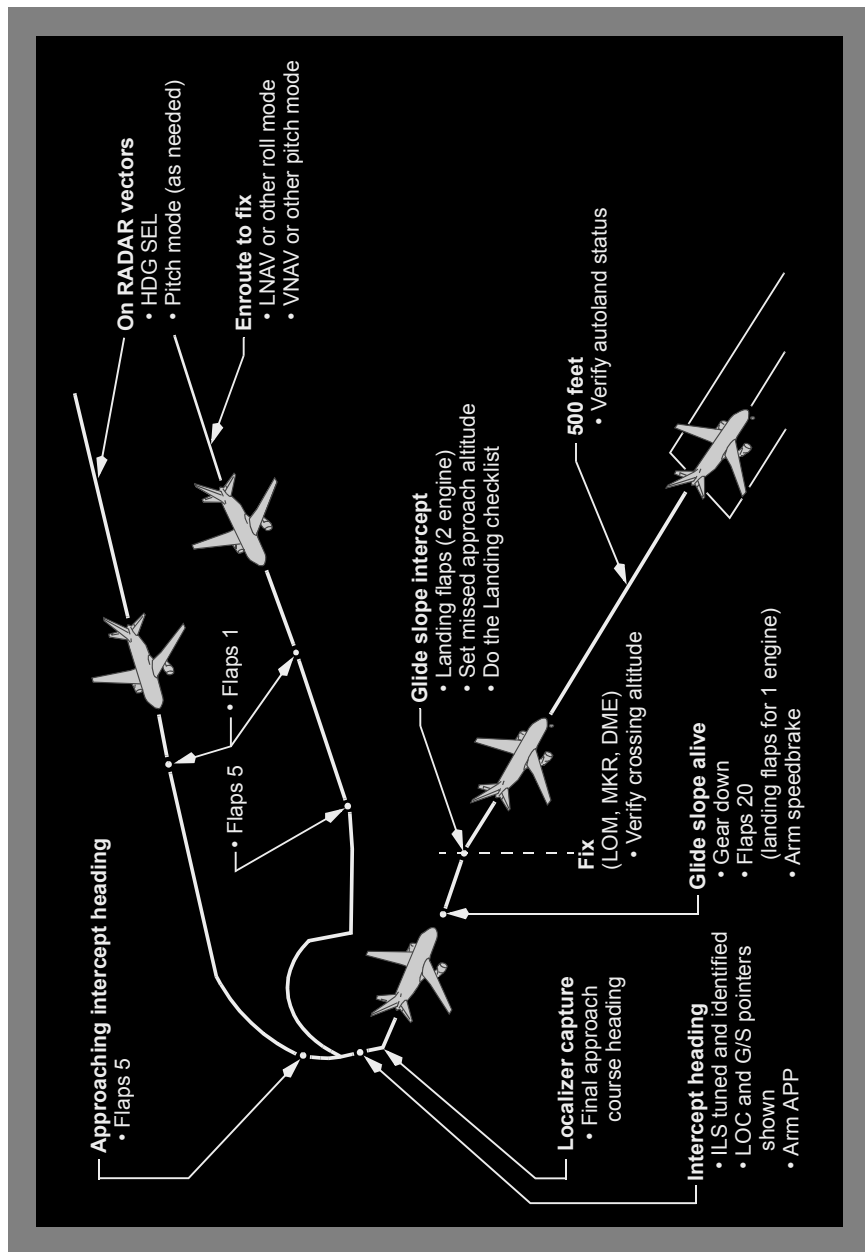 On RADAR vectors
• HDG SEL
• Pitch mode (as needed)
Enroute to fix
• LNAV or other roll mode
• VNAV or other pitch mode
Approaching intercept heading
• Flaps 5
• Flaps 1
• Flaps 5
Localizer capture
• Final approach
course heading
Intercept heading
• ILS tuned and identified
• LOC and G/S pointers
shown
• Arm APP
Glide slope alive
• Gear down
• Flaps 20
(landing flaps for 1 engine)
• Arm speedbrake
Fix
(LOM, MKR, DME)
• Verify crossing altitude
Glide slope intercept
• Landing flaps (2 engine)
• Set missed approach altitude
• Do the Landing checklist
500 feet
• Verify autoland status